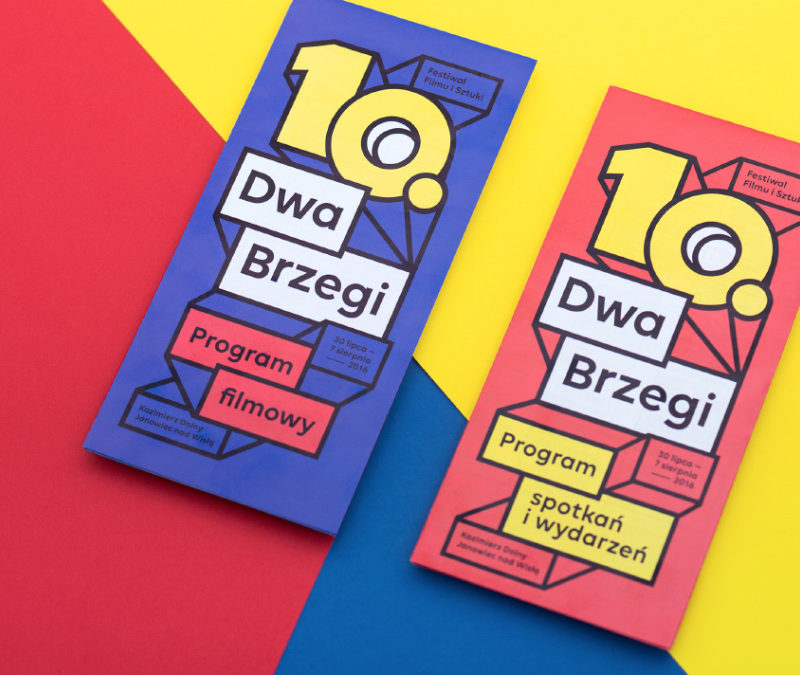 10.
Festiwal
Filmu i Sztuki
Dwa
Brzegi
Program
filmowy
30 lipca –
7 sierpnia
2016
Kazimierz Dolny
Janowiec nad Wisłą
10.
Festiwal
Filmu i Sztuki
Dwa
Brzegi
Program
spotkań
i wydarzeń
30 lipca –
7 sierpnia
2016
Kazimierz Dolny
Janowiec nad Wisłą